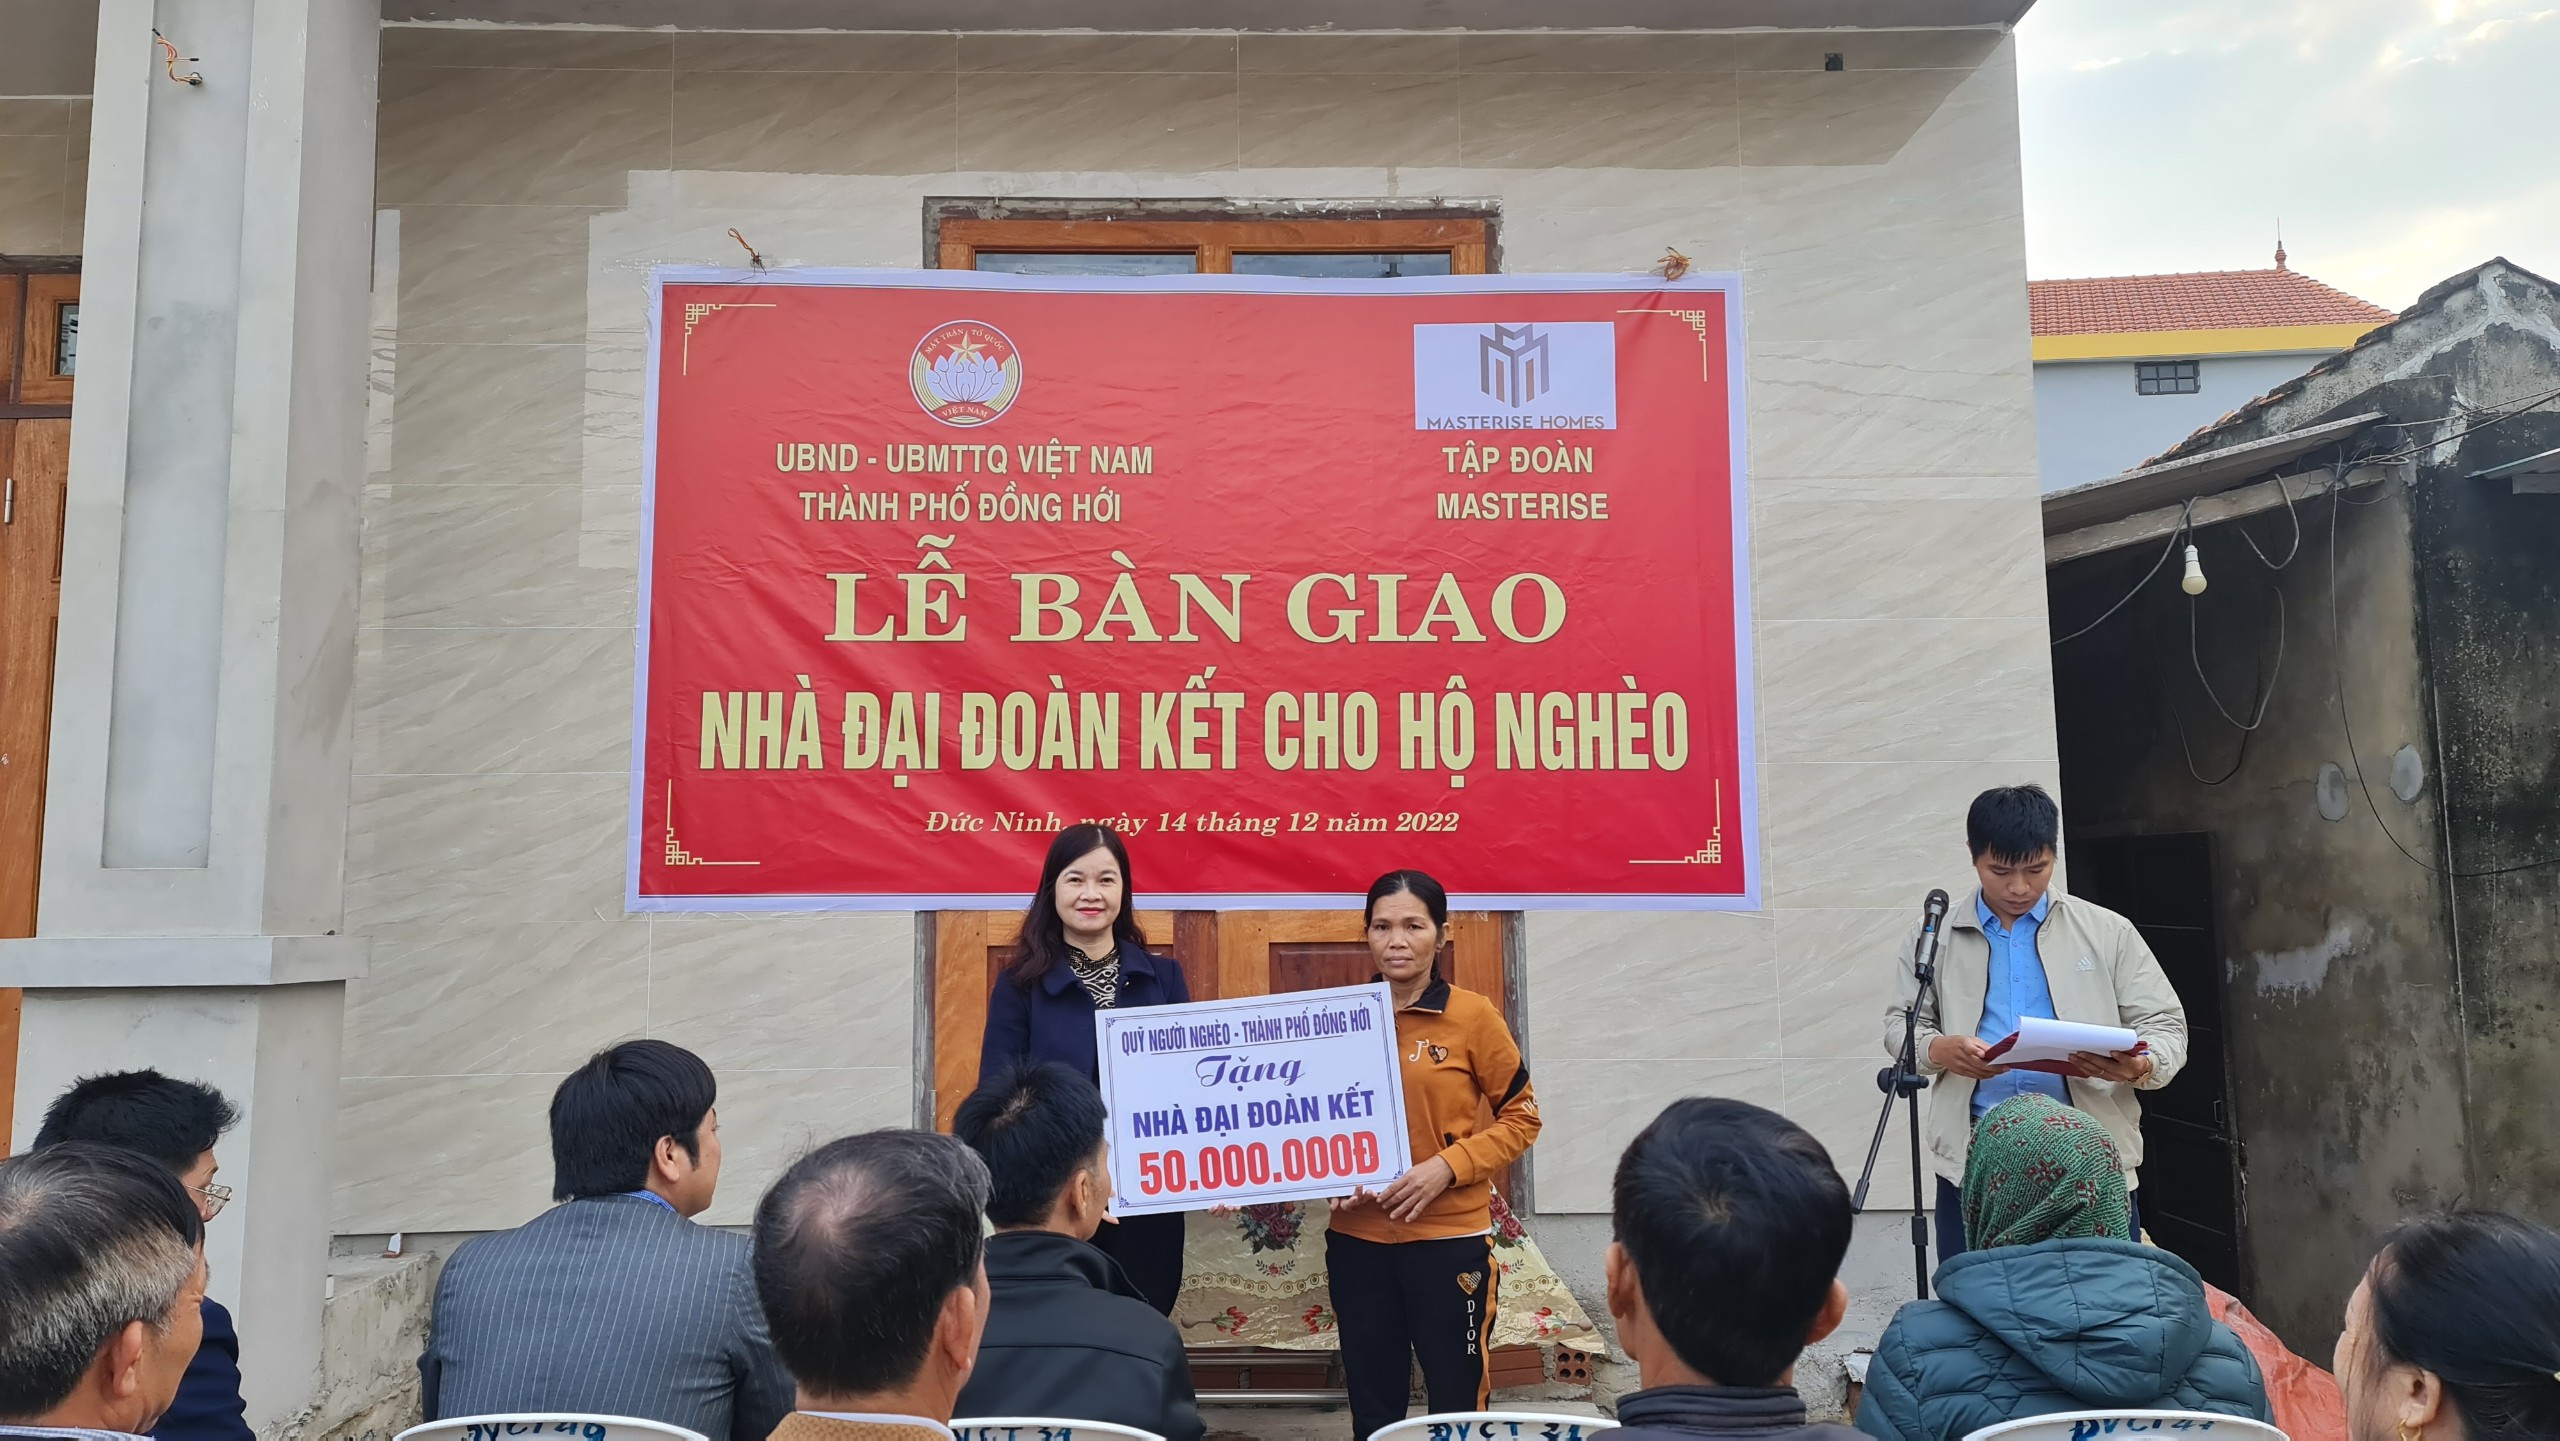 MẶT TRẬN TỔ QUỐC
VIỆT NAM
MASTERISE HOMES
UBND - UBMTTQ VIỆT NAM
THÀNH PHỐ ĐỒNG HỚI
TẬP ĐOÀN
MASTERISE
LỄ BÀN GIAO
NHÀ ĐẠI ĐOÀN KẾT CHO HỘ NGHÈO
Đức Ninh, ngày 14 tháng 12 năm 2022
QUỸ NGƯỜI NGHÈO - THÀNH PHỐ ĐỒNG HỚI
Tặng
NHÀ ĐẠI ĐOÀN KẾT
50.000.000Đ
DIOR